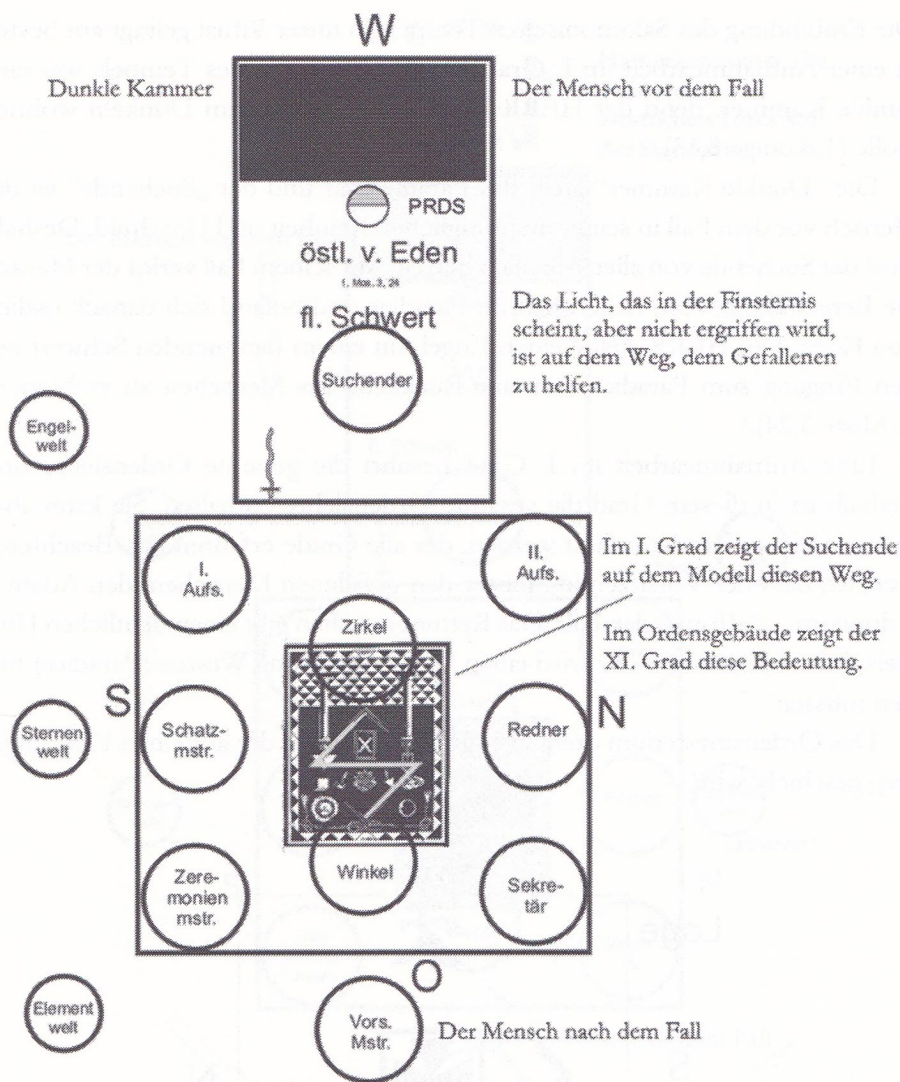 W
Dunkle Kammer
Der Mensch vor dem Fall
PRDS
östl. v. Eden
1. Mos. 3, 24
fl. Schwert
Das Licht, das in der Finsternis
scheint, aber nicht ergriffen wird,
ist auf dem Weg, dem Gefallenen
zu helfen.
Suchender
Engel-
welt
I.
Aufs.
II.
Aufs.
Im I. Grad zeigt der Suchende
auf dem Modell diesen Weg.
Zirkel
Im Ordensgebäude zeigt der
XI. Grad diese Bedeutung.
S
N
Sternen
welt
Schatz-
mstr.
Redner
Zere-
monien
mstr.
Winkel
Sekre-
tär
O
Element
welt
Vors.
Mstr.
Der Mensch nach dem Fall